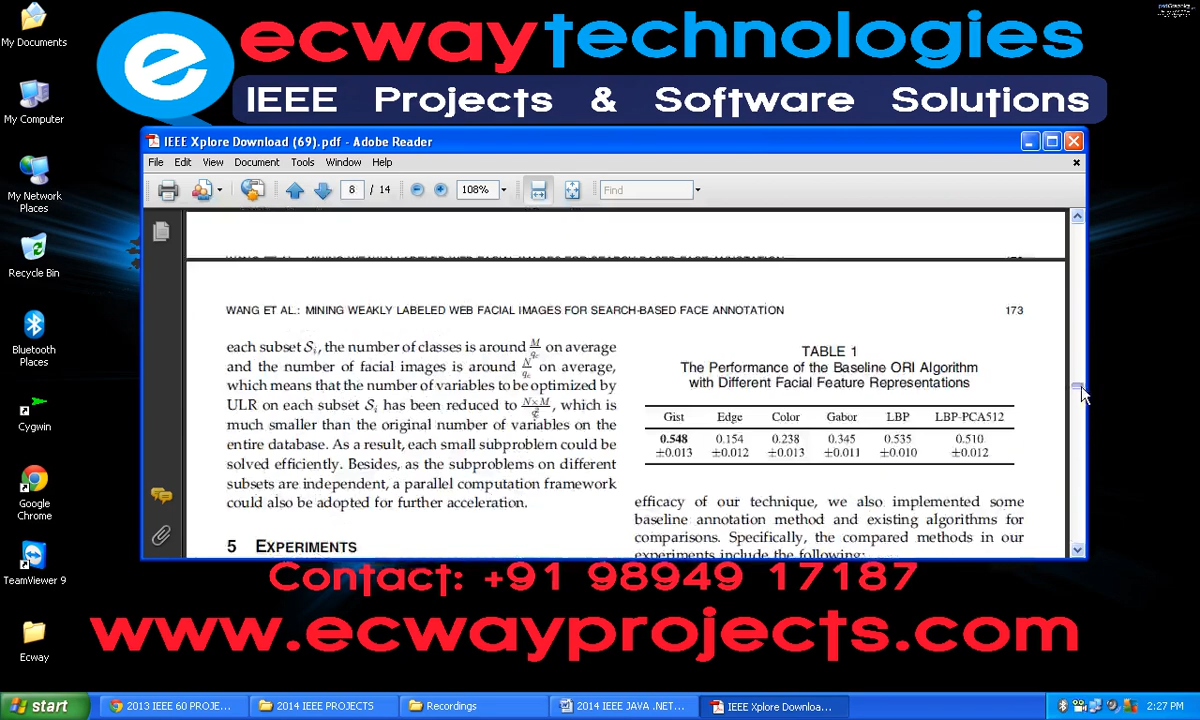 ecwaytechnologies
IEEE Projects & Software Solutions
My Documents
My Computer
My Network
Places
Recycle Bin
Bluetooth
Places
Cygwin
Google
Chrome
TeamViewer 9
Ecway
IEEE Xplore Download (69).pdf - Adobe Reader
File Edit View Document Tools Window Help
8 / 14 108% Find
WANG ET AL.: MINING WEAKLY LABELED WEB FACIAL IMAGES FOR SEARCH-BASED FACE ANNOTATION 173
each subset Si, the number of classes is around M/qc on average
and the number of facial images is around N/qc on average,
which means that the number of variables to be optimized by
ULR on each subset Si has been reduced to N×M/qc², which is
much smaller than the original number of variables on the
entire database. As a result, each small subproblem could be
solved efficiently. Besides, as the subproblems on different
subsets are independent, a parallel computation framework
could also be adopted for further acceleration.
5 EXPERIMENTS
TABLE 1
The Performance of the Baseline ORI Algorithm
with Different Facial Feature Representations
Gist Edge Color Gabor LBP LBP-PCA512
0.548 0.154 0.238 0.345 0.535 0.510
±0.013 ±0.012 ±0.013 ±0.011 ±0.010 ±0.012
efficacy of our technique, we also implemented some
baseline annotation method and existing algorithms for
comparisons. Specifically, the compared methods in our
experiments include the following:
Contact: +91 98949 17187
www.ecwayprojects.com
start 2013 IEEE 60 PROJE... 2014 IEEE PROJECTS Recordings 2014 IEEE JAVA .NET... IEEE Xplore Downloa... 2:27 PM